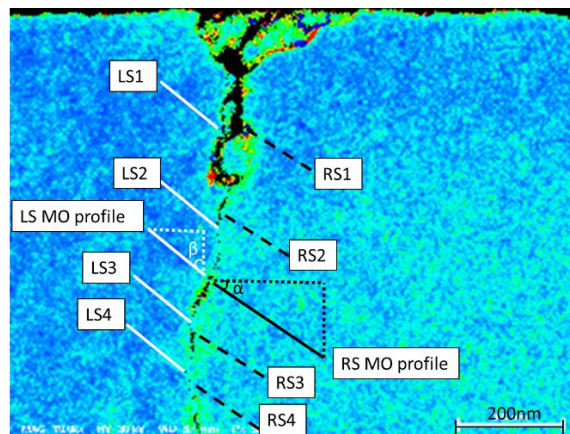 LS1
RS1
LS2
LS MO profile
β
RS2
LS3
α
LS4
RS MO profile
RS3
RS4
200nm